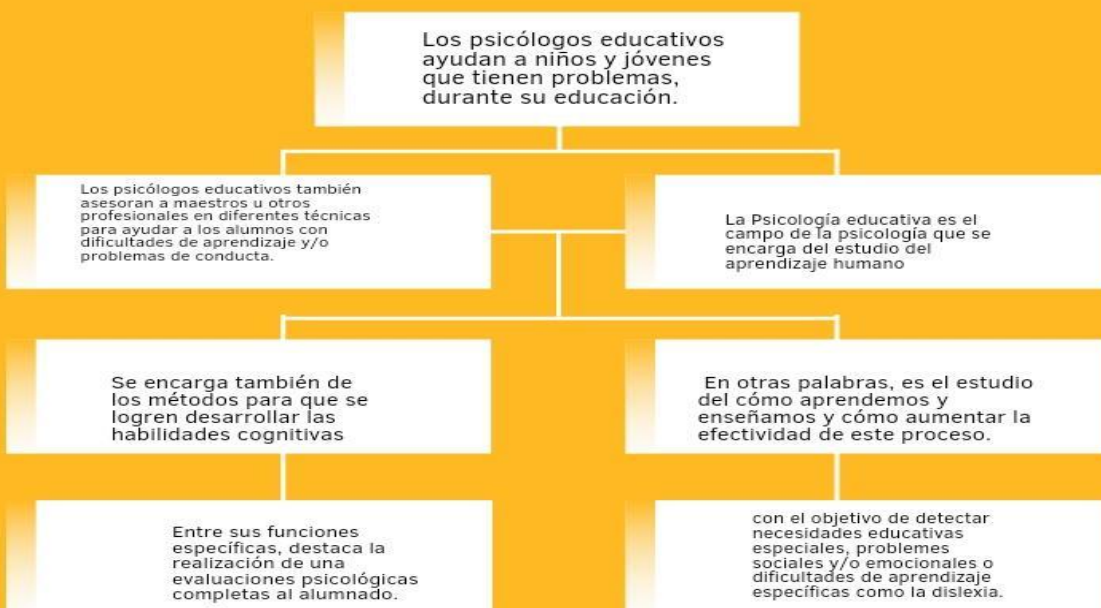 Los psicólogos educativos
ayudan a niños y jóvenes
que tienen problemas,
durante su educación.
Los psicólogos educativos también
asesoran a maestros u otros
profesionales en diferentes técnicas
para ayudar a los alumnos con
dificultades de aprendizaje y/o
problemas de conducta.
La Psicología educativa es el
campo de la psicología que se
encarga del estudio del
aprendizaje humano
Se encarga también de
los métodos para que se
logren desarrollar las
habilidades cognitivas
En otras palabras, es el estudio
del cómo aprendemos y
enseñamos y cómo aumentar la
efectividad de este proceso.
Entre sus funciones
específicas, destaca la
realización de una
evaluaciones psicológicas
completas al alumnado.
con el objetivo de detectar
necesidades educativas
especiales, problemes
sociales y/o emocionales o
dificultades de aprendizaje
específicas como la dislexia.